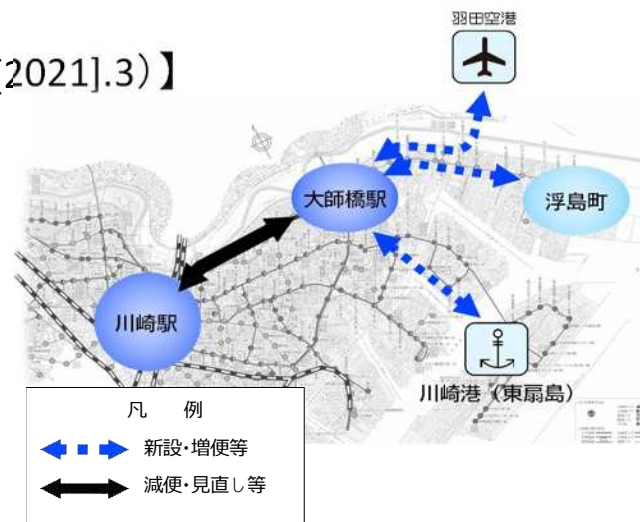 羽田空港
2021].3)】
大師橋駅
浮島町
川崎駅
川崎港（東扇島）
凡 例
新設・増便等
減便・見直し等